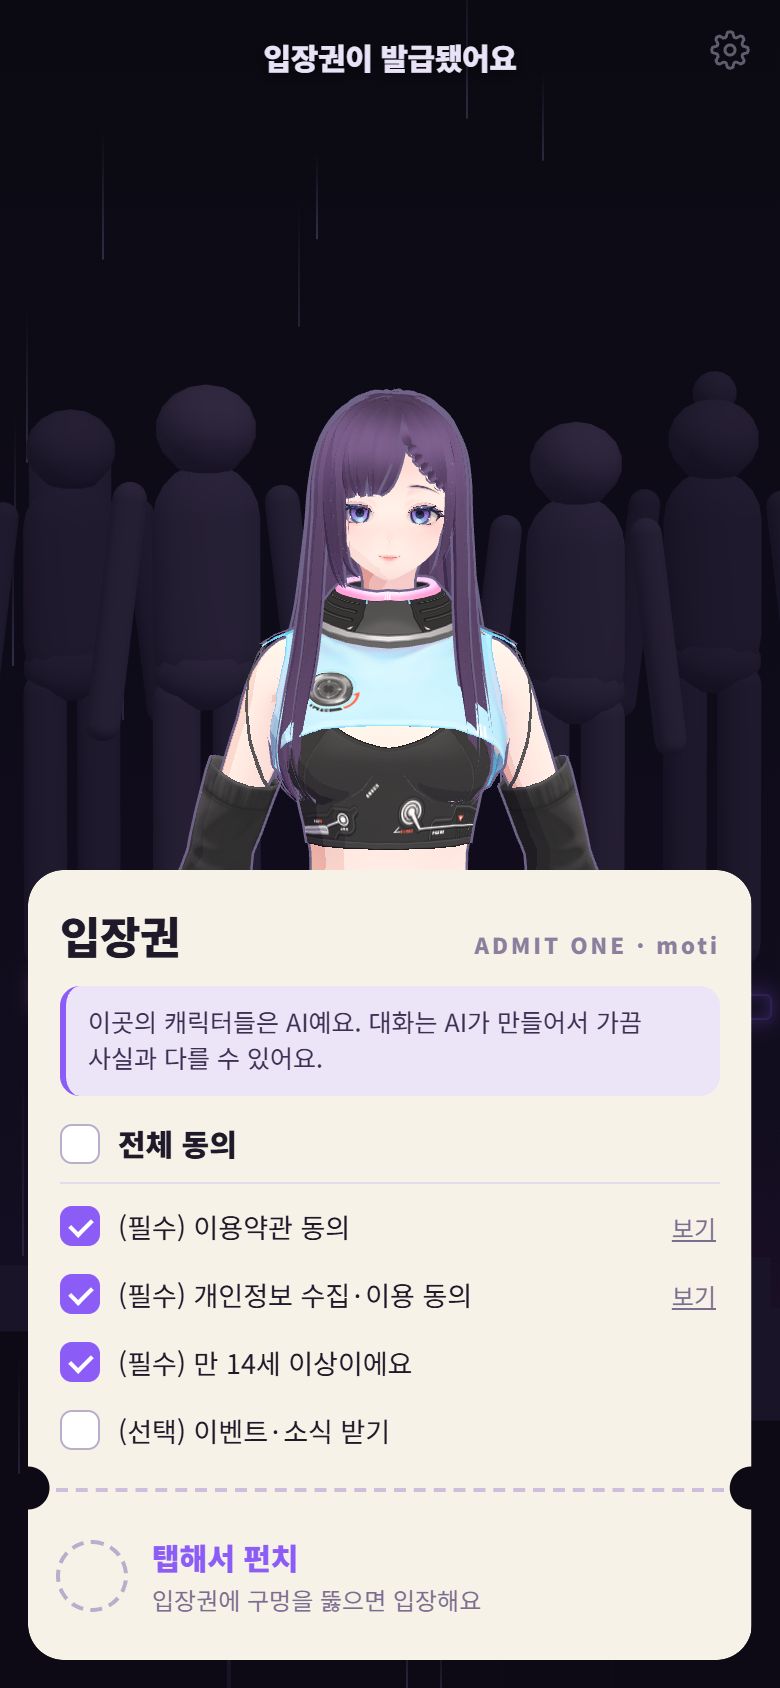 입장권이 발급됐어요
입장권
ADMIT ONE · moti
이곳의 캐릭터들은 AI예요. 대화는 AI가 만들어서 가끔
사실과 다를 수 있어요.
전체 동의
(필수) 이용약관 동의
보기
(필수) 개인정보 수집·이용 동의
보기
(필수) 만 14세 이상이에요
(선택) 이벤트·소식 받기
탭해서 펀치
입장권에 구멍을 뚫으면 입장해요